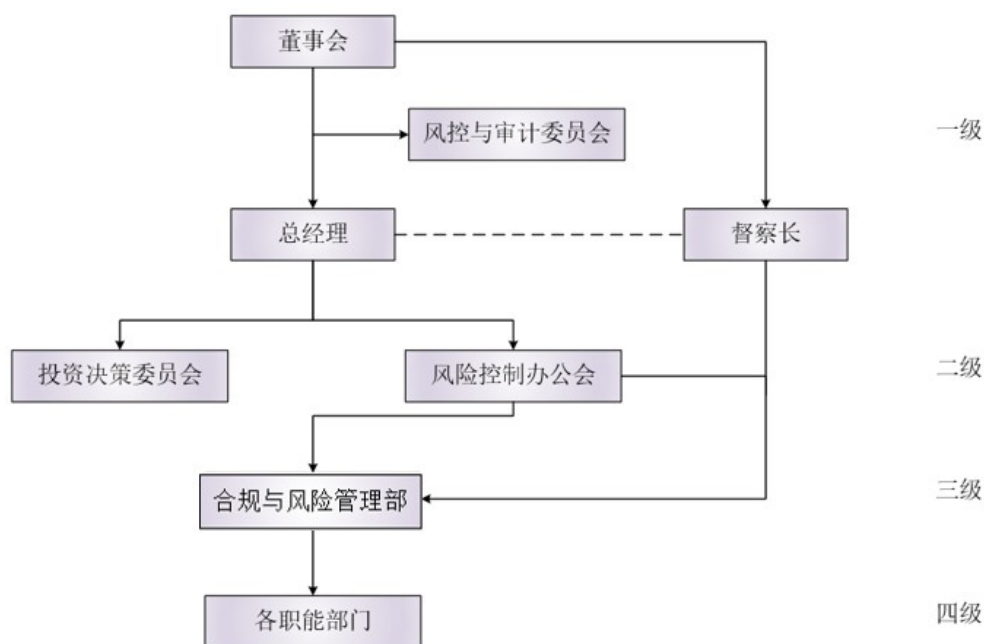 董事会
风控与审计委员会
一级
总经理
督察长
投资决策委员会
风险控制办公会
二级
合规与风险管理部
三级
各职能部门
四级